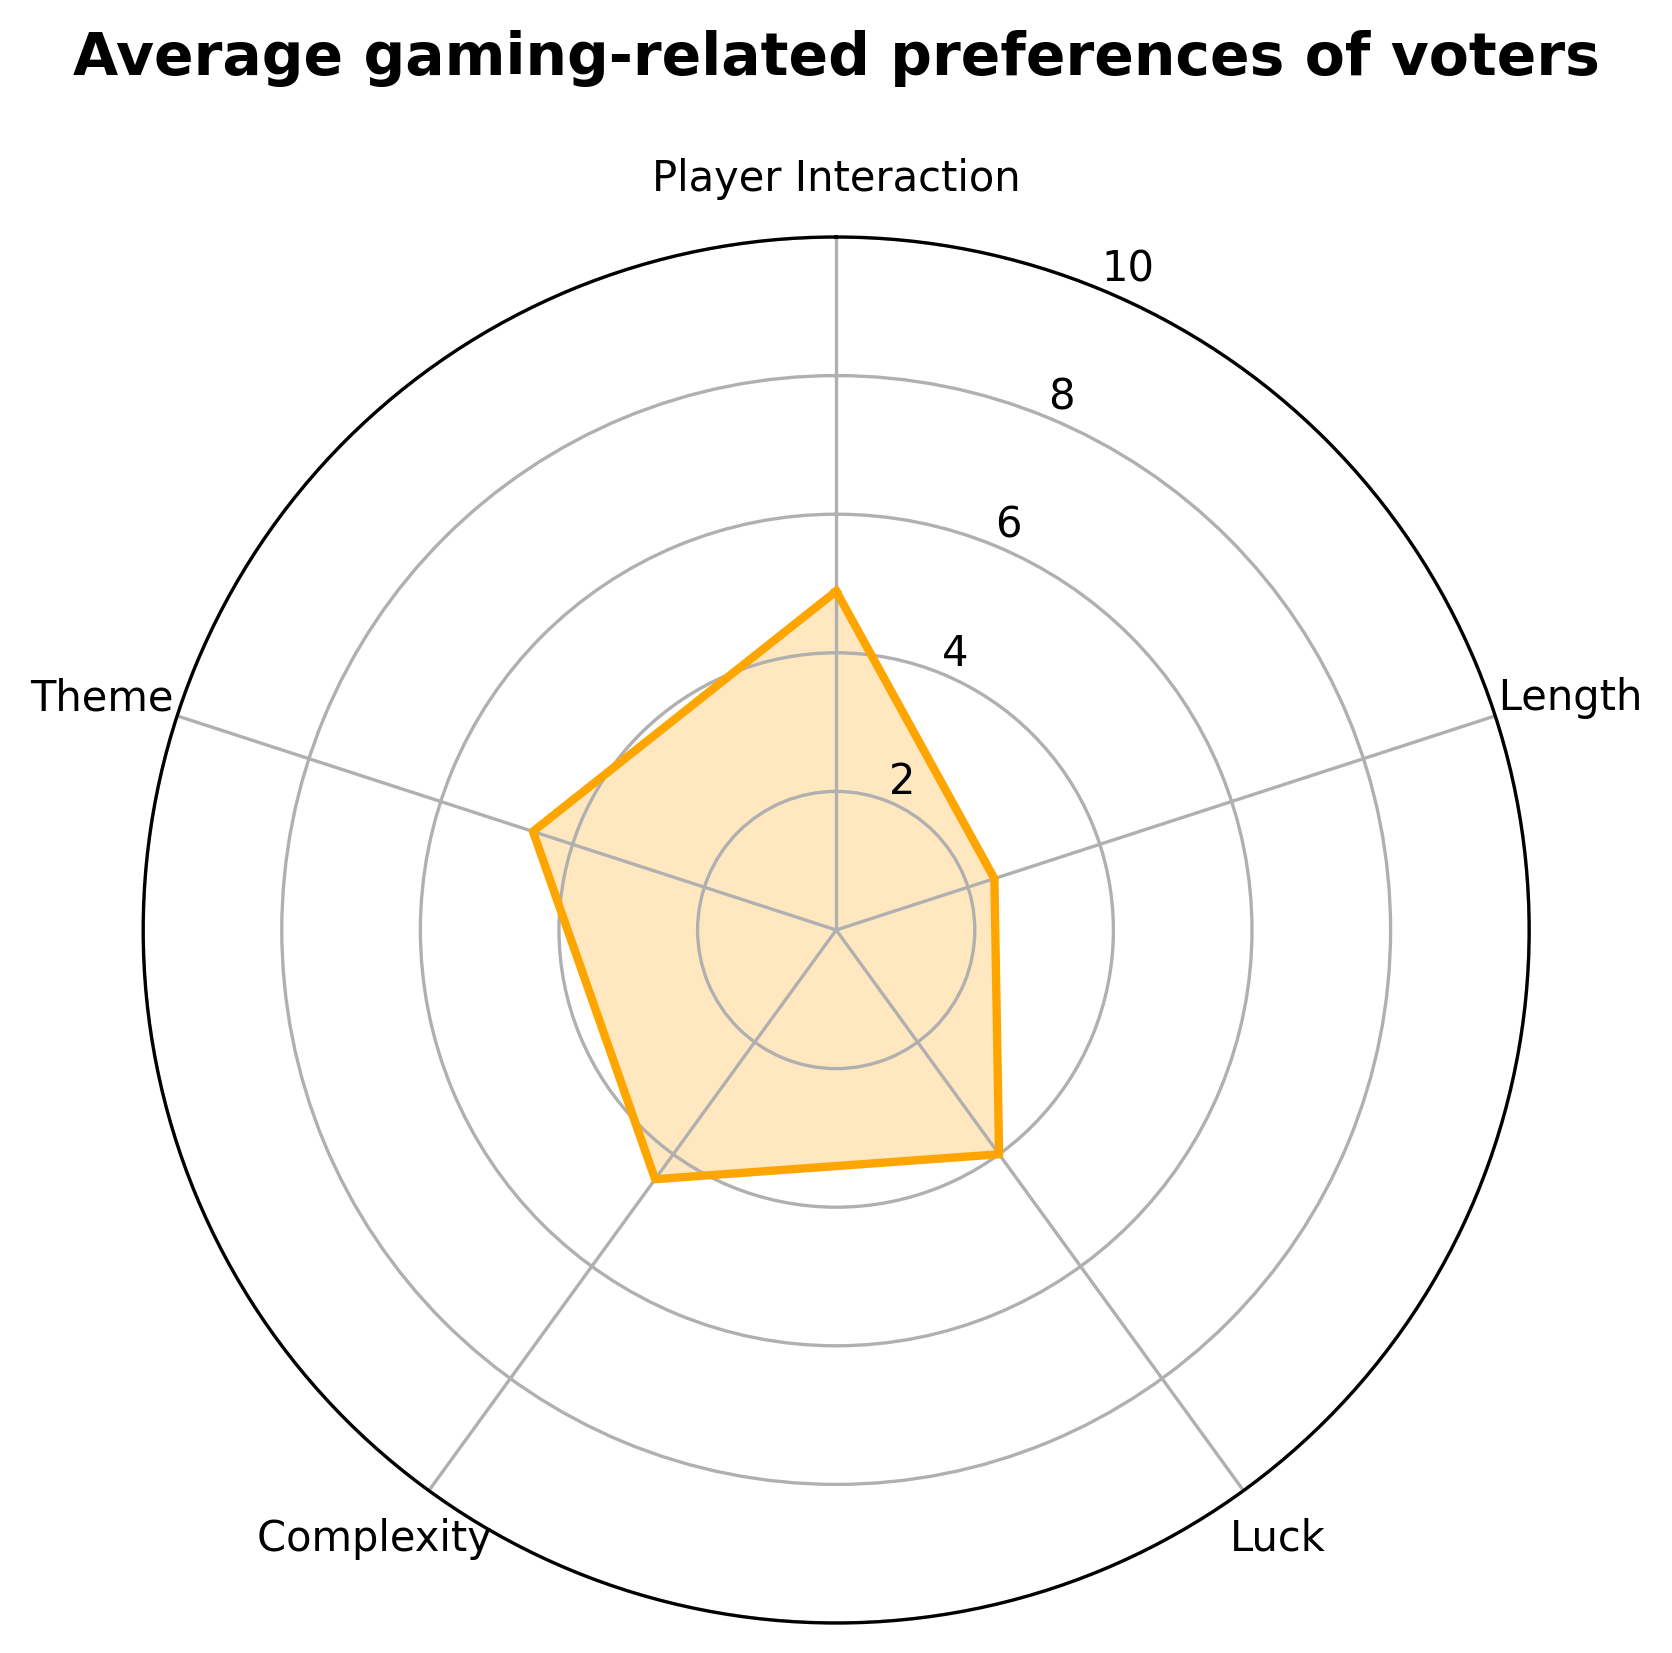 Average gaming-related preferences of voters
Player Interaction
10
8
6
4
2
Theme
Length
Complexity
Luck